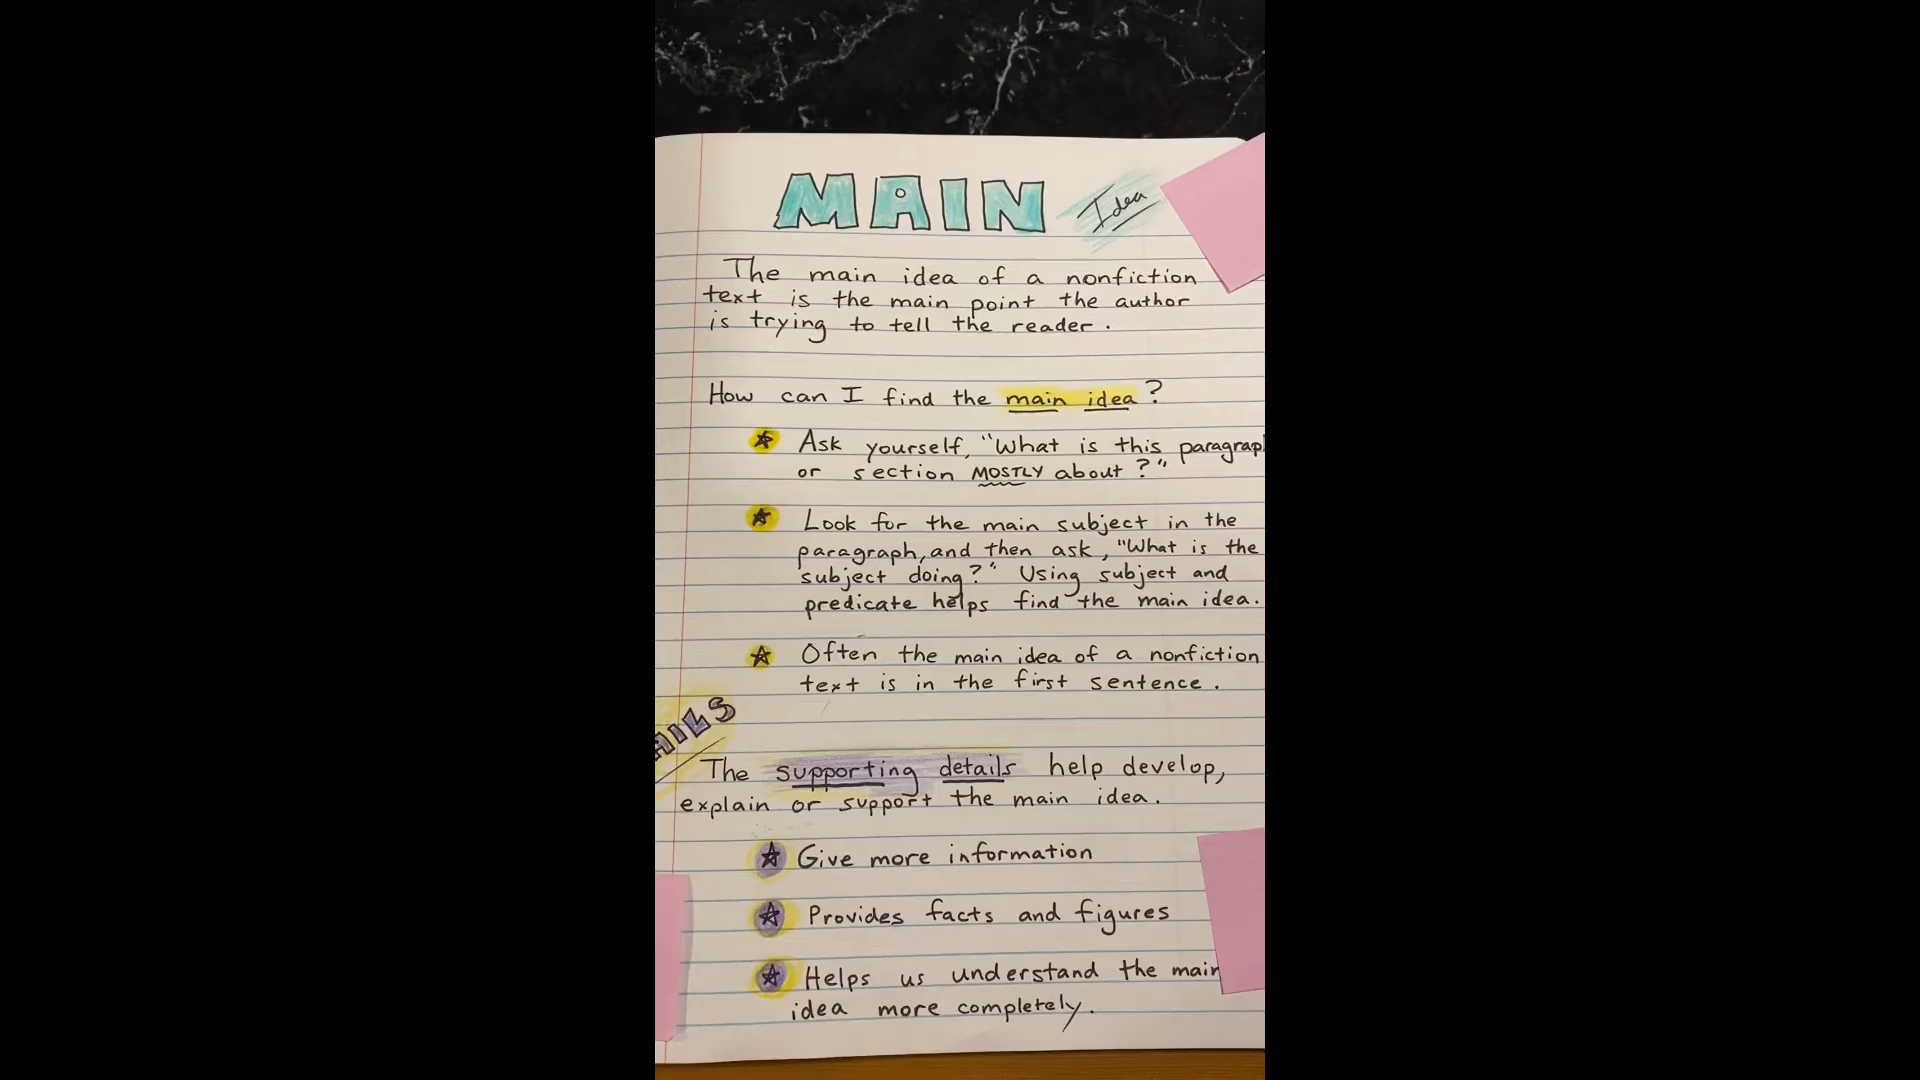 MAIN Idea
The main idea of a nonfiction
text is the main point the author
is trying to tell the reader.
How can I find the main idea?
Ask yourself, "What is this paragrap
or section MOSTLY about?"
Look for the main subject in the
paragraph, and then ask, "What is the
subject doing?" Using subject and
predicate helps find the main idea.
Often the main idea of a nonfiction
text is in the first sentence.
AILS
The supporting details help develop,
explain or support the main idea.
Give more information
Provides facts and figures
Helps us understand the main
idea more completely.